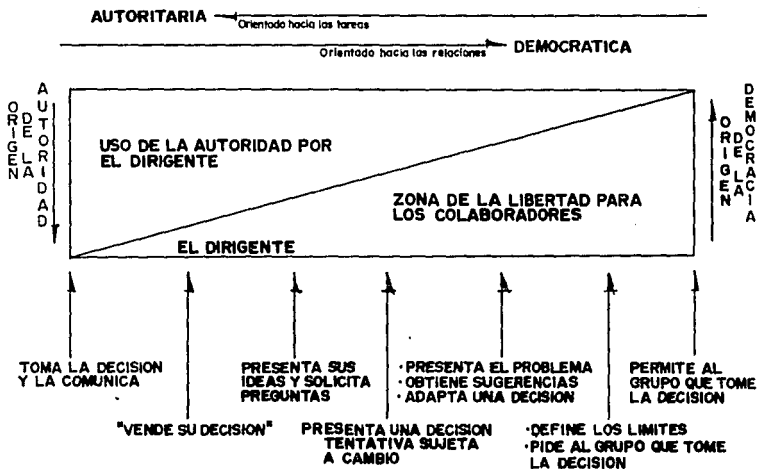 AUTORITARIA
Orientado hacia las tareas
Orientado hacia las relaciones
DEMOCRATICA
ORIGEN
DE LA
AUTORIDAD
USO DE LA AUTORIDAD POR
EL DIRIGENTE
ZONA DE LA LIBERTAD PARA
LOS COLABORADORES
EL DIRIGENTE
ORIGEN
DE LA
DEMOCRACIA
TOMA LA DECISION
Y LA COMUNICA
"VENDE SU DECISION"
PRESENTA SUS
IDEAS Y SOLICITA
PREGUNTAS
PRESENTA UNA DECISION
TENTATIVA SUJETA
A CAMBIO
·PRESENTA EL PROBLEMA
·OBTIENE SUGERENCIAS
·ADAPTA UNA DECISION
·DEFINE LOS LIMITES
·PIDE AL GRUPO QUE TOME
LA DECISION
PERMITE AL
GRUPO QUE TOME
LA DECISION